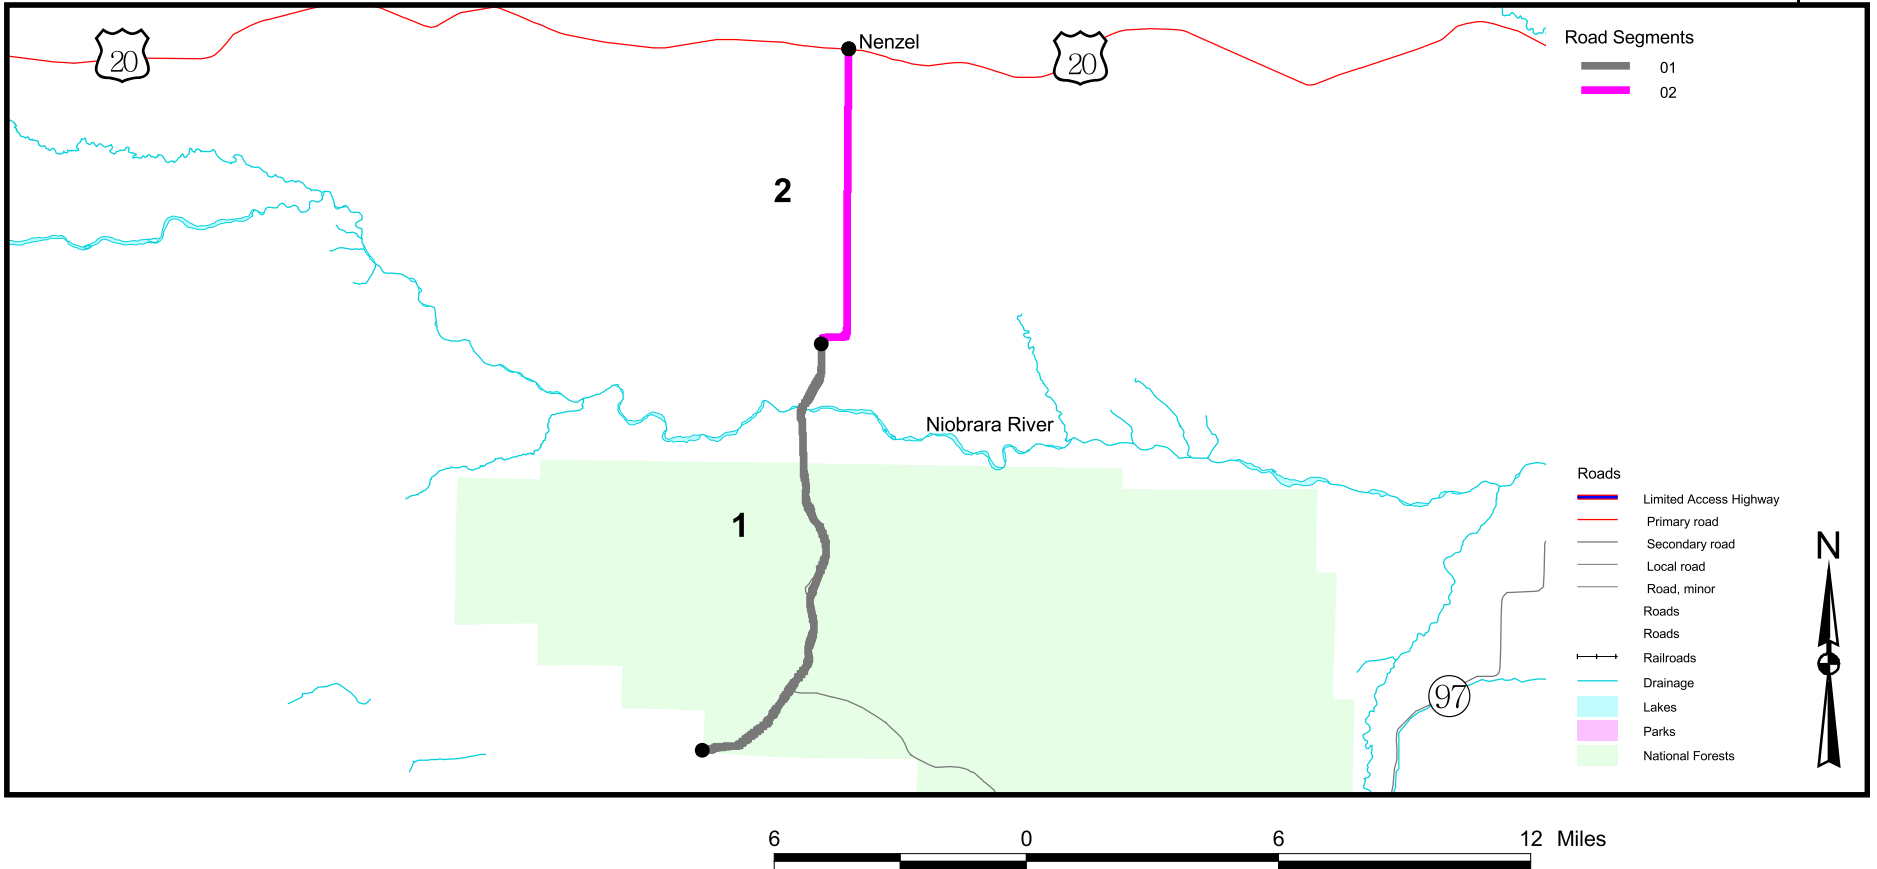 20
Nenzel
20
Road Segments
01
02
2
Niobrara River
1
97
Roads
Limited Access Highway
Primary road
Secondary road
Local road
Road, minor
Roads
Roads
Railroads
Drainage
Lakes
Parks
National Forests
N
6 0 6 12 Miles